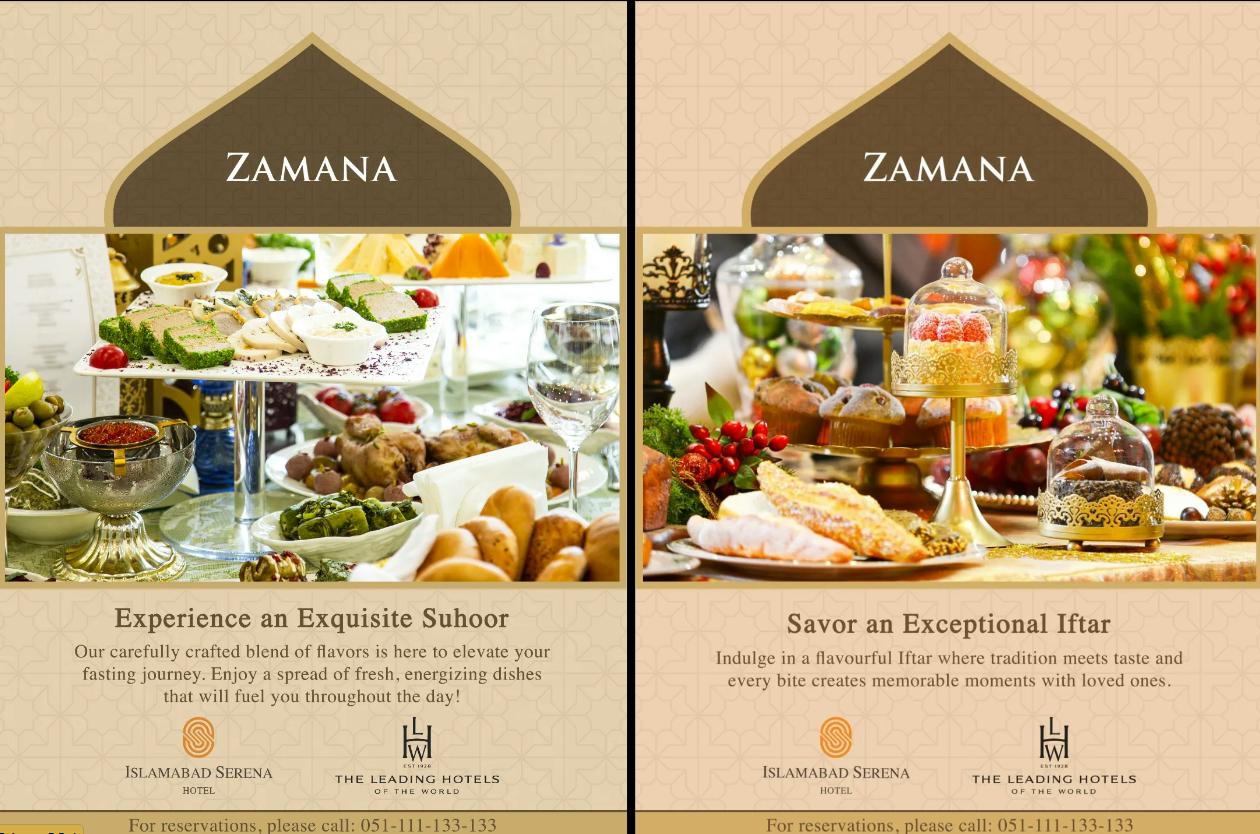 ZAMANA
Experience an Exquisite Suhoor
Our carefully crafted blend of flavors is here to elevate your
fasting journey. Enjoy a spread of fresh, energizing dishes
that will fuel you throughout the day!
ISLAMABAD SERENA
HOTEL
LHW
EST·1928
THE LEADING HOTELS
OF THE WORLD
For reservations, please call: 051-111-133-133
ZAMANA
Savor an Exceptional Iftar
Indulge in a flavourful Iftar where tradition meets taste and
every bite creates memorable moments with loved ones.
ISLAMABAD SERENA
HOTEL
LHW
EST·1928
THE LEADING HOTELS
OF THE WORLD
For reservations, please call: 051-111-133-133